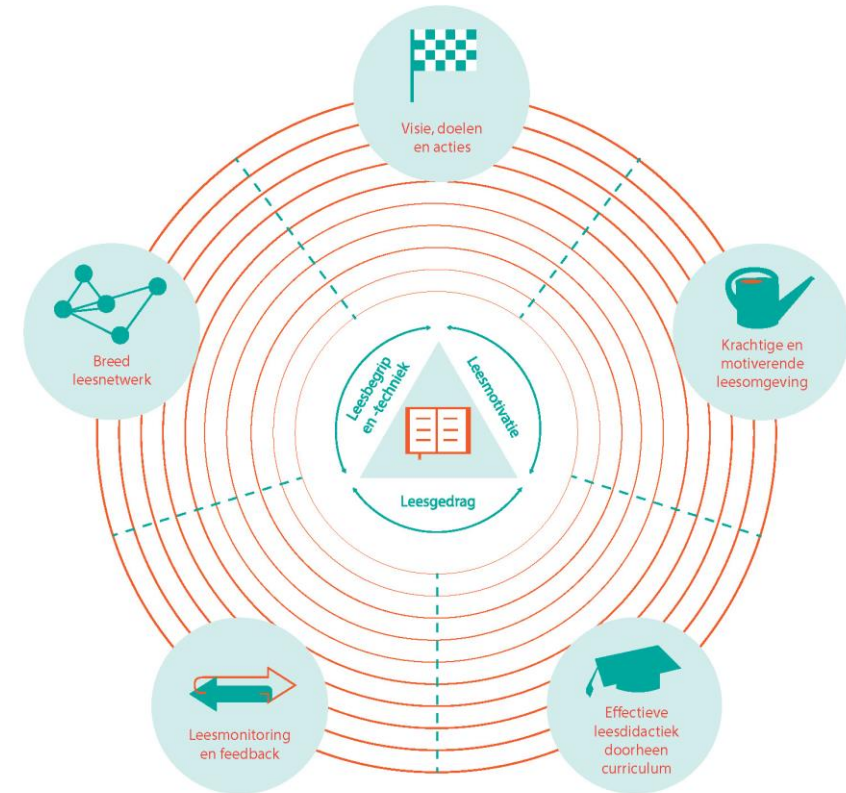 Visie, doelen
en acties
Breed
leesnetwerk
Krachtige en
motiverende
leesomgeving
Leesbegrip
en -techniek
Leesmotivatie
Leesgedrag
Leesmonitoring
en feedback
Effectieve
leesdidactiek
doorheen
curriculum